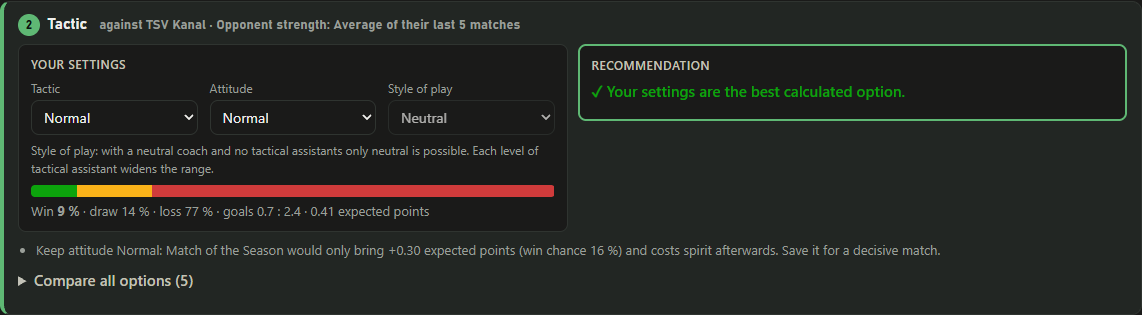 2 Tactic against TSV Kanal · Opponent strength: Average of their last 5 matches
YOUR SETTINGS
Tactic Attitude Style of play
Normal Normal Neutral
Style of play: with a neutral coach and no tactical assistants only neutral is possible. Each level of
tactical assistant widens the range.
Win 9 % · draw 14 % · loss 77 % · goals 0.7 : 2.4 · 0.41 expected points
RECOMMENDATION
✓ Your settings are the best calculated option.
• Keep attitude Normal: Match of the Season would only bring +0.30 expected points (win chance 16 %) and costs spirit afterwards. Save it for a decisive match.
▶ Compare all options (5)